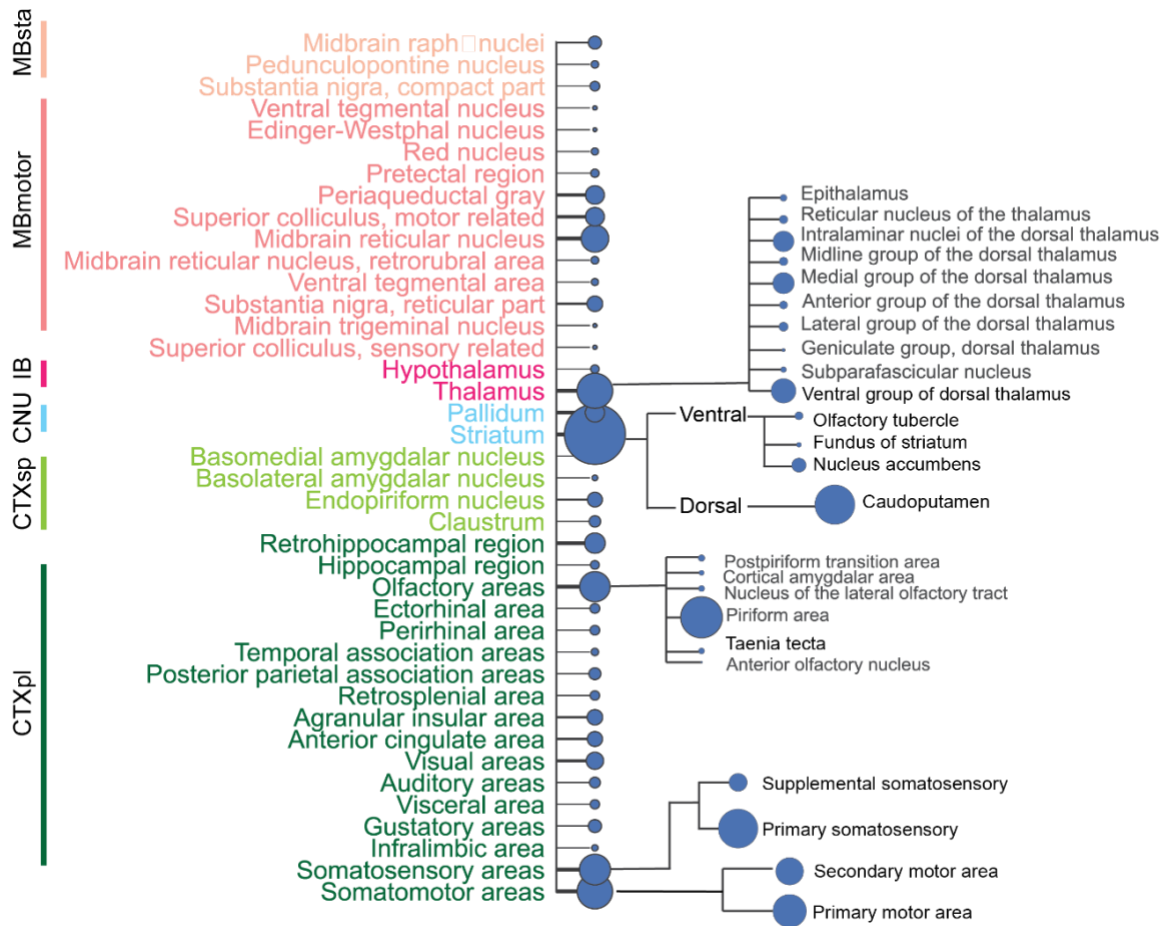 MBsta
MBmotor
IB
CNU
CTXsp
CTXpl
Midbrain raph□nuclei
Pedunculopontine nucleus
Substantia nigra, compact part
Ventral tegmental nucleus
Edinger-Westphal nucleus
Red nucleus
Pretectal region
Periaqueductal gray
Superior colliculus, motor related
Midbrain reticular nucleus
Midbrain reticular nucleus, retrorubral area
Ventral tegmental area
Substantia nigra, reticular part
Midbrain trigeminal nucleus
Superior colliculus, sensory related
Hypothalamus
Thalamus
Pallidum
Striatum
Basomedial amygdalar nucleus
Basolateral amygdalar nucleus
Endopiriform nucleus
Claustrum
Retrohippocampal region
Hippocampal region
Olfactory areas
Ectorhinal area
Perirhinal area
Temporal association areas
Posterior parietal association areas
Retrosplenial area
Agranular insular area
Anterior cingulate area
Visual areas
Auditory areas
Visceral area
Gustatory areas
Infralimbic area
Somatosensory areas
Somatomotor areas
Epithalamus
Reticular nucleus of the thalamus
Intralaminar nuclei of the dorsal thalamus
Midline group of the dorsal thalamus
Medial group of the dorsal thalamus
Anterior group of the dorsal thalamus
Lateral group of the dorsal thalamus
Geniculate group, dorsal thalamus
Subparafascicular nucleus
Ventral group of dorsal thalamus
Ventral
Olfactory tubercle
Fundus of striatum
Nucleus accumbens
Dorsal
Caudoputamen
Postpiriform transition area
Cortical amygdalar area
Nucleus of the lateral olfactory tract
Piriform area
Taenia tecta
Anterior olfactory nucleus
Supplemental somatosensory
Primary somatosensory
Secondary motor area
Primary motor area